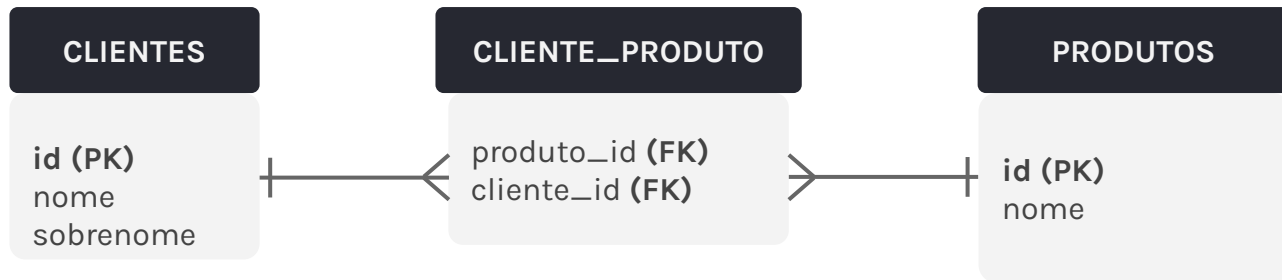 CLIENTES
id (PK)
nome
sobrenome
CLIENTE_PRODUTO
produto_id (FK)
cliente_id (FK)
PRODUTOS
id (PK)
nome